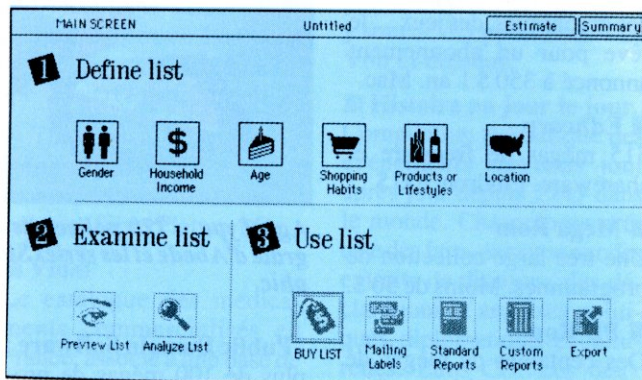 MAIN SCREEN Untitled Estimate Summary
1 Define list
Gender Household Income Age Shopping Habits Products or Lifestyles Location
2 Examine list
3 Use list
Preview List Analyze List
BUY LIST Mailing Labels Standard Reports Custom Reports Export